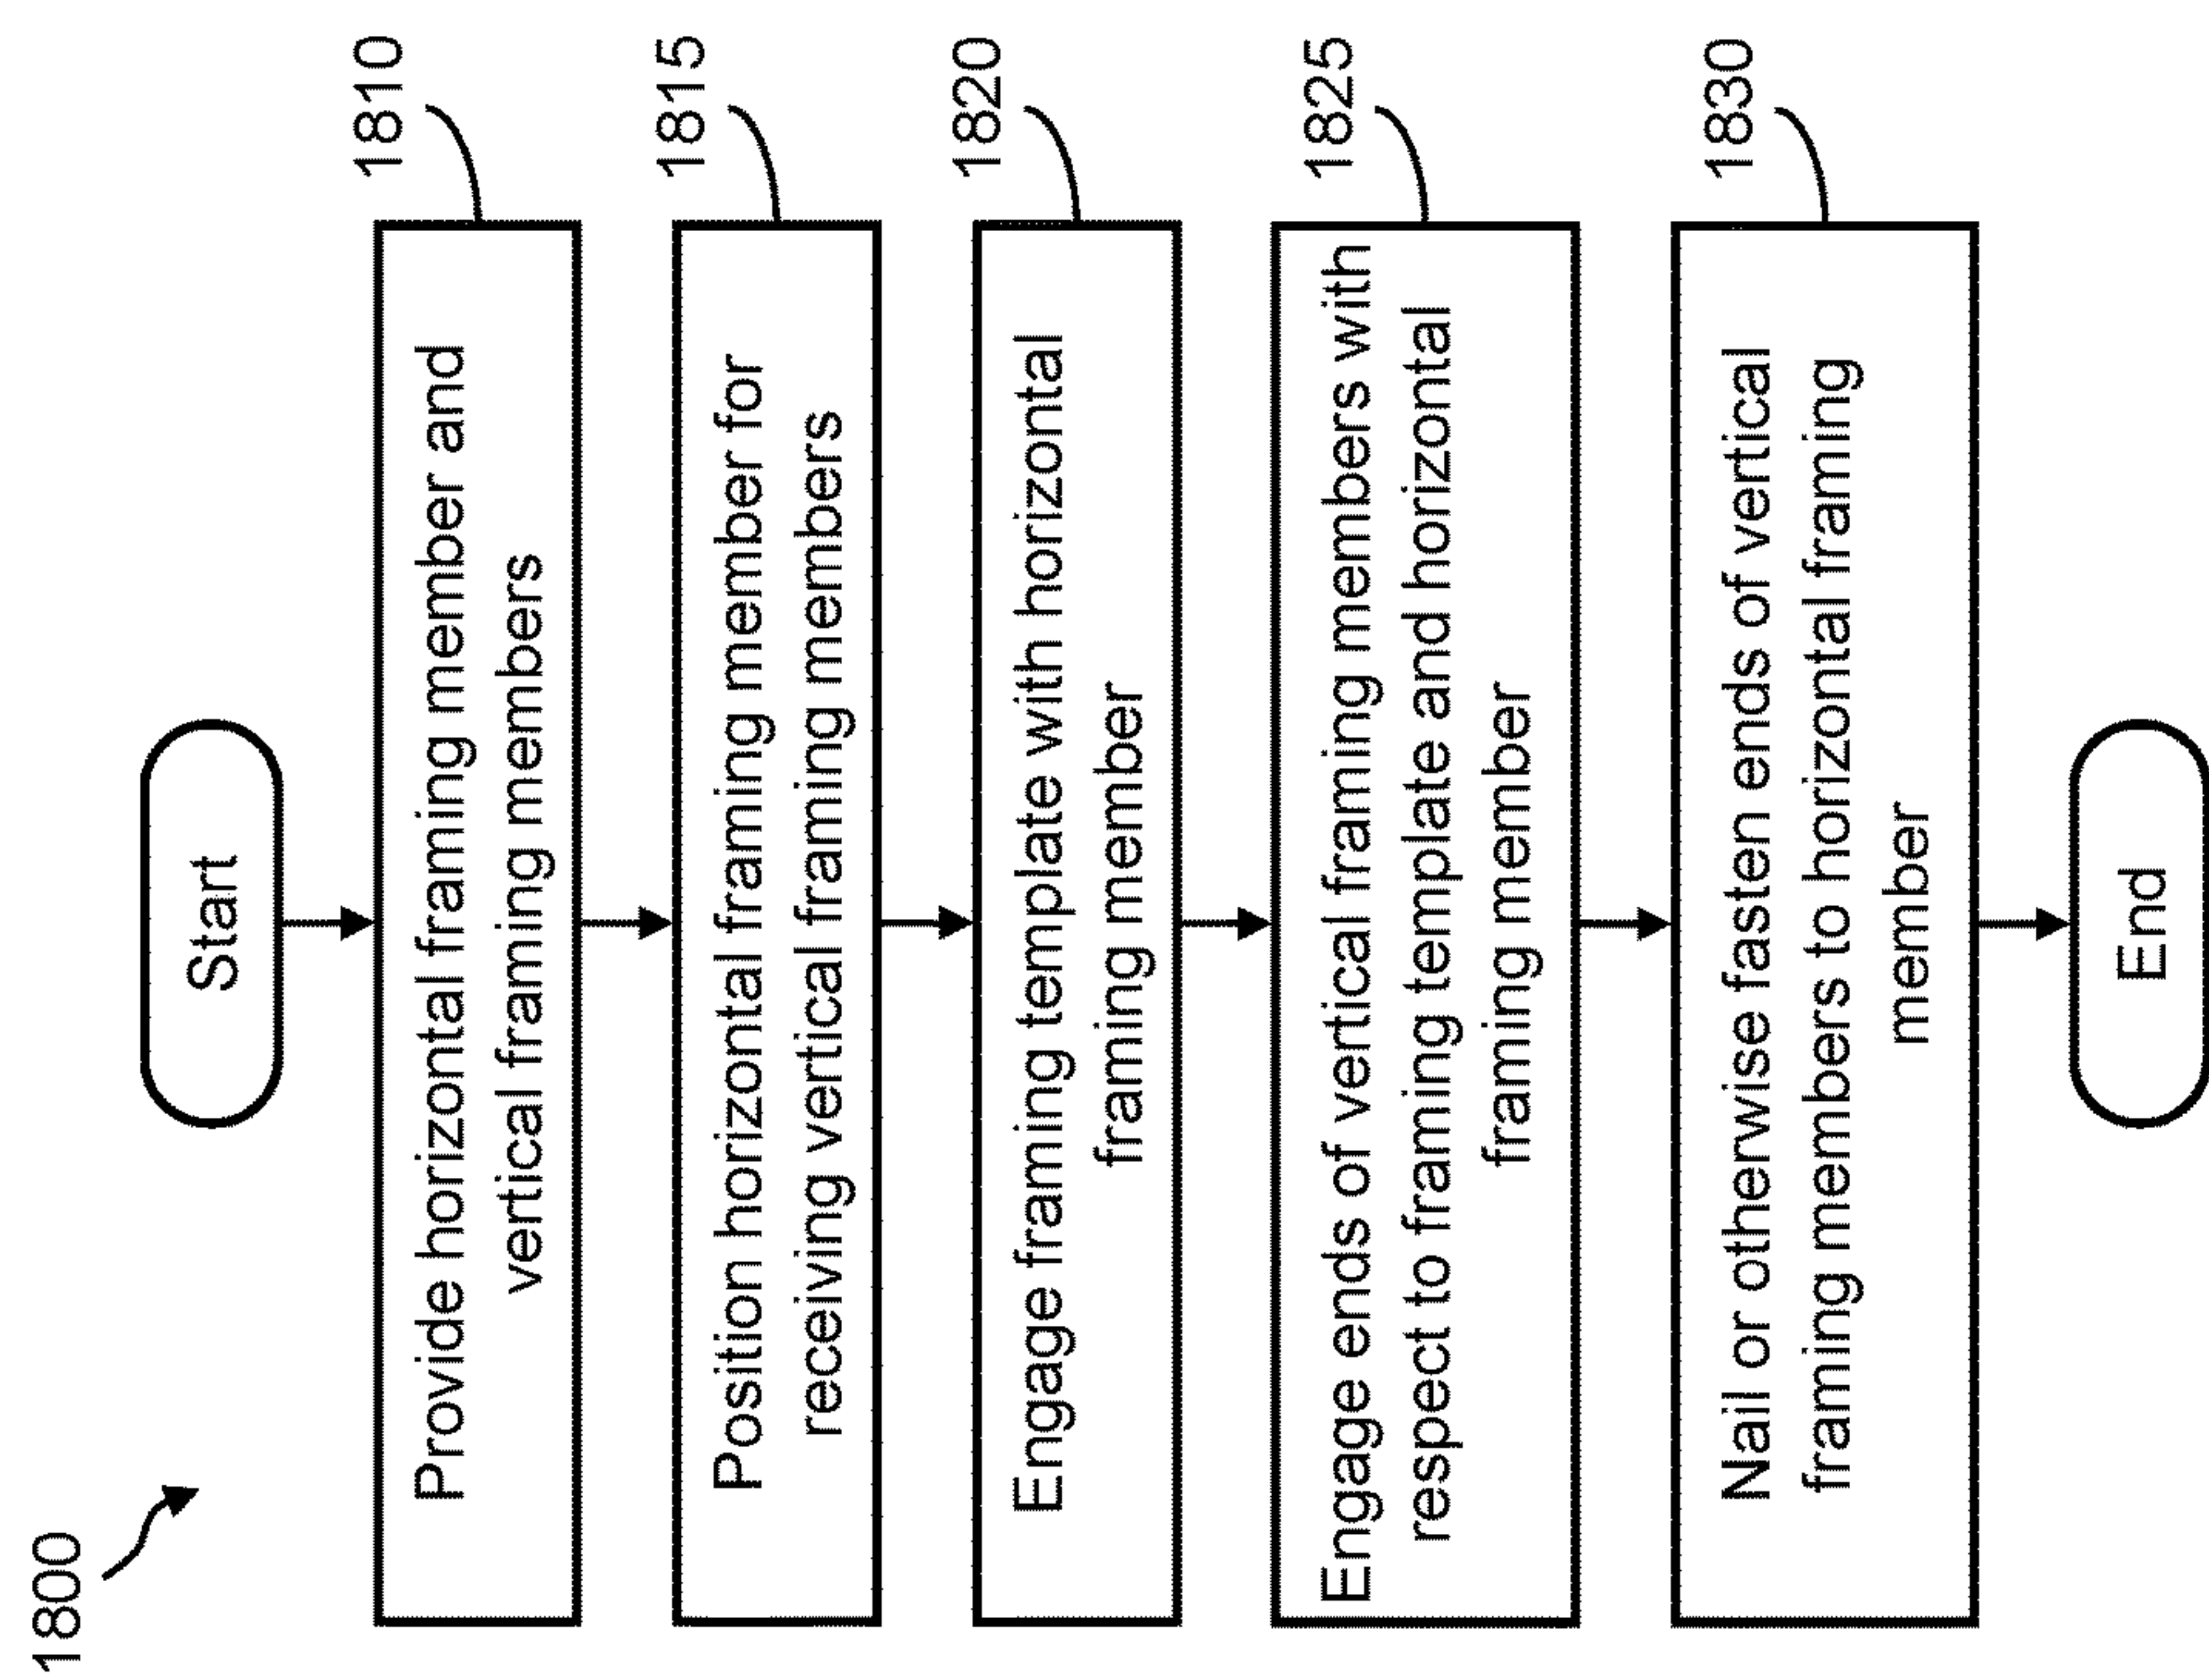 1800
Start
1810
Provide horizontal framing member and
vertical framing members
1815
Position horizontal framing member for
receiving vertical framing members
1820
Engage framing template with horizontal
framing member
1825
Engage ends of vertical framing members with
respect to framing template and horizontal
framing member
1830
Nail or otherwise fasten ends of vertical
framing members to horizontal framing
member
End